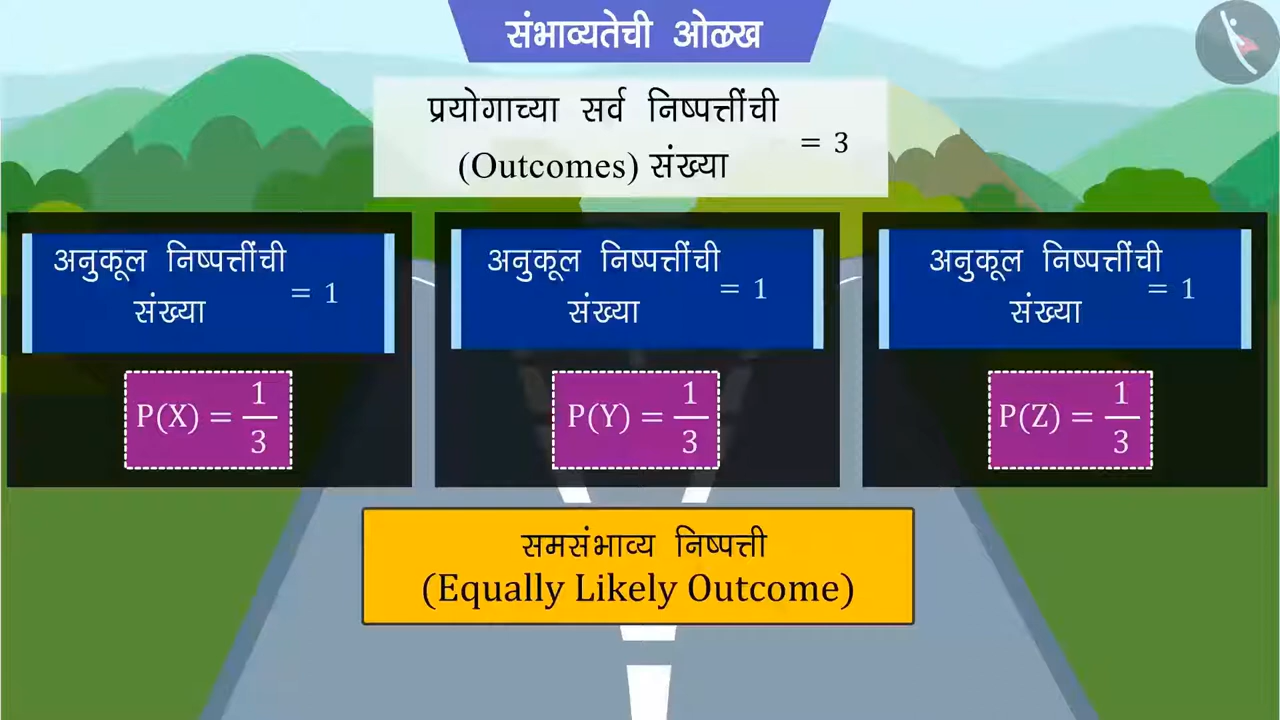 संभाव्यतेची ओळख
प्रयोगाच्या सर्व निष्पत्तींची
(Outcomes) संख्या = 3
अनुकूल निष्पत्तींची
संख्या = 1
P(X) = 1/3
अनुकूल निष्पत्तींची
संख्या = 1
P(Y) = 1/3
अनुकूल निष्पत्तींची
संख्या = 1
P(Z) = 1/3
समसंभाव्य निष्पत्ती
(Equally Likely Outcome)